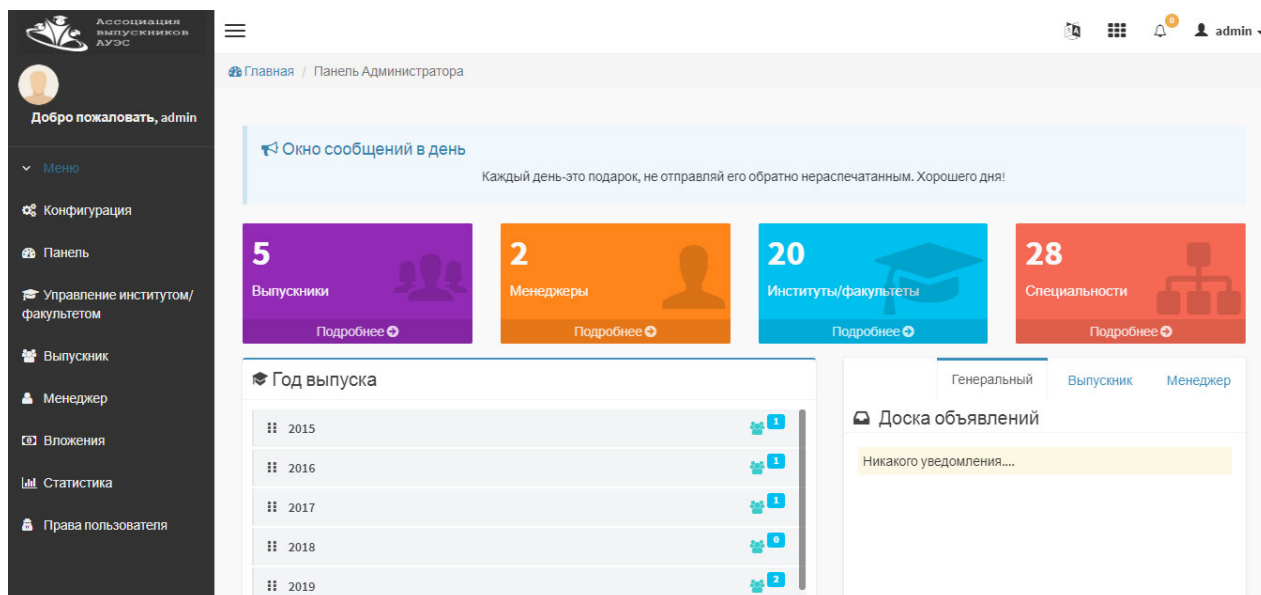 Ассоциация
выпускников
АУЭС
0
admin
Главная / Панель Администратора
Добро пожаловать, admin
Меню
Конфигурация
Панель
Управление институтом/
факультетом
Выпускник
Менеджер
Вложения
Статистика
Права пользователя
Окно сообщений в день
Каждый день-это подарок, не отправляй его обратно нераспечатанным. Хорошего дня!
5
Выпускники
Подробнее
2
Менеджеры
Подробнее
20
Институты/факультеты
Подробнее
28
Специальности
Подробнее
Год выпуска
2015 1
2016 1
2017 1
2018 0
2019 2
Генеральный Выпускник Менеджер
Доска объявлений
Никакого уведомления....